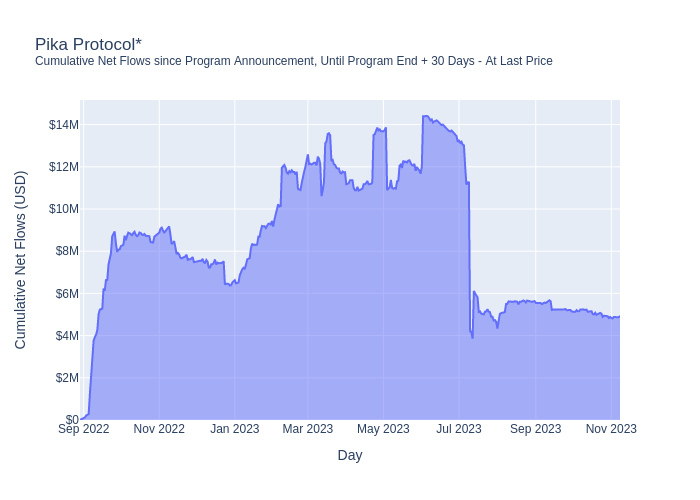 Pika Protocol*
Cumulative Net Flows since Program Announcement, Until Program End + 30 Days - At Last Price
Cumulative Net Flows (USD)
$14M
$12M
$10M
$8M
$6M
$4M
$2M
$0
Sep 2022 Nov 2022 Jan 2023 Mar 2023 May 2023 Jul 2023 Sep 2023 Nov 2023
Day